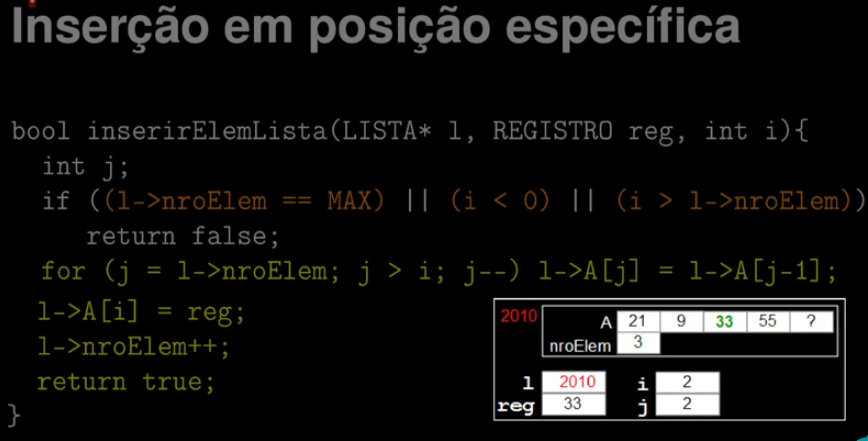 Inserção em posição específica
bool inserirElemLista(LISTA* l, REGISTRO reg, int i){
int j;
if ((l->nroElem == MAX) || (i < 0) || (i > l->nroElem))
return false;
for (j = l->nroElem; j > i; j--) l->A[j] = l->A[j-1];
l->A[i] = reg;
l->nroElem++;
return true;
}
2010 A 21 9 33 55 ?
nroElem 3
l 2010 i 2
reg 33 j 2